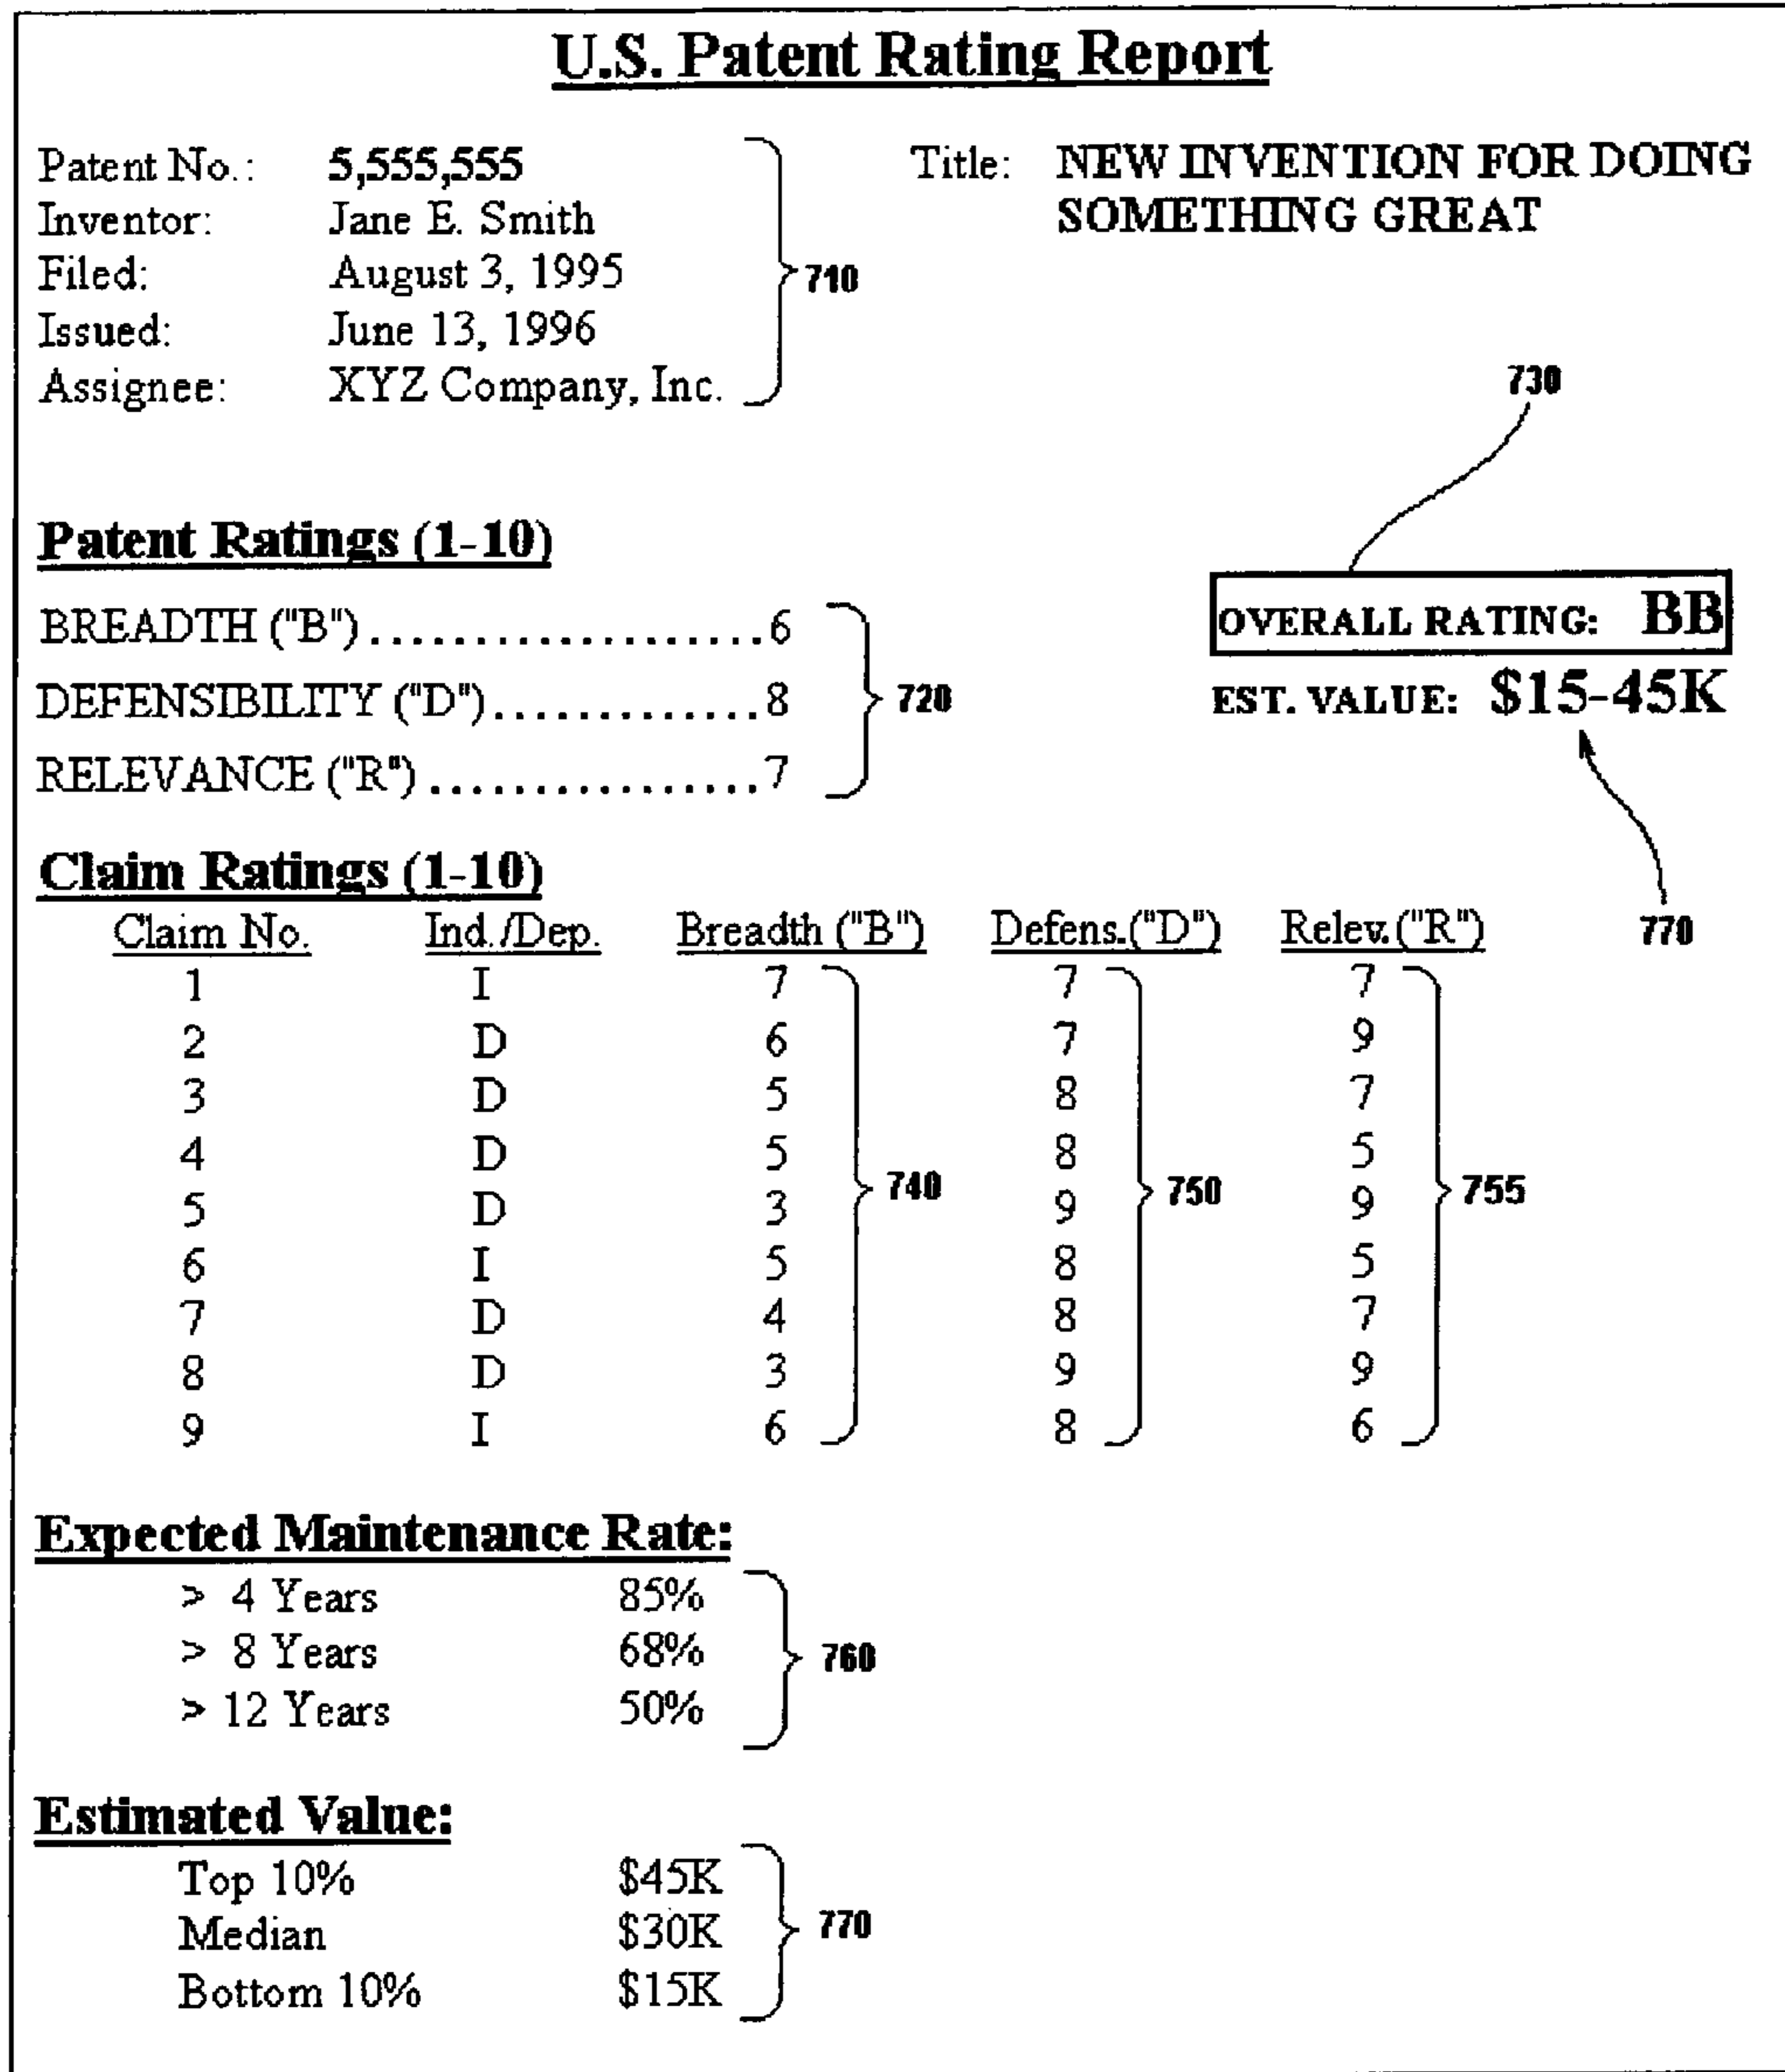 U.S. Patent Rating Report
Patent No.: 5,555,555
Inventor: Jane E. Smith
Filed: August 3, 1995
Issued: June 13, 1996
Assignee: XYZ Company, Inc.
710
Title: NEW INVENTION FOR DOING
SOMETHING GREAT
730
Patent Ratings (1-10)
BREADTH ("B")....................6
DEFENSIBILITY ("D").............8
RELEVANCE ("R")................7
720
OVERALL RATING: BB
EST. VALUE: $15-45K
770
Claim Ratings (1-10)
Claim No. Ind./Dep. Breadth ("B") Defens.("D") Relev.("R")
1 I 7 7 7
2 D 6 7 9
3 D 5 8 7
4 D 5 8 5
5 D 3 9 9
6 I 5 8 5
7 D 4 8 7
8 D 3 9 9
9 I 6 8 6
740 750 755
Expected Maintenance Rate:
> 4 Years 85%
> 8 Years 68%
> 12 Years 50%
760
Estimated Value:
Top 10% $45K
Median $30K
Bottom 10% $15K
770